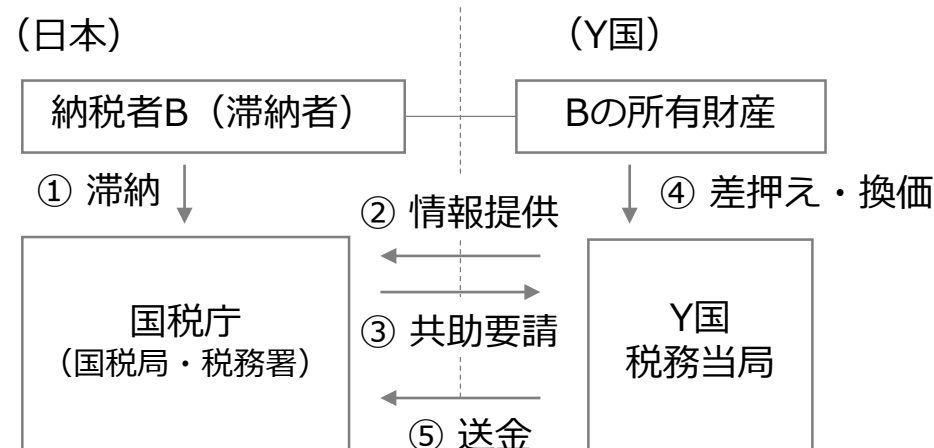 （日本）
（Y国）
納税者B（滞納者）
Bの所有財産
① 滞納
④ 差押え・換価
② 情報提供
国税庁
（国税局・税務署）
③ 共助要請
Y国
税務当局
⑤ 送金